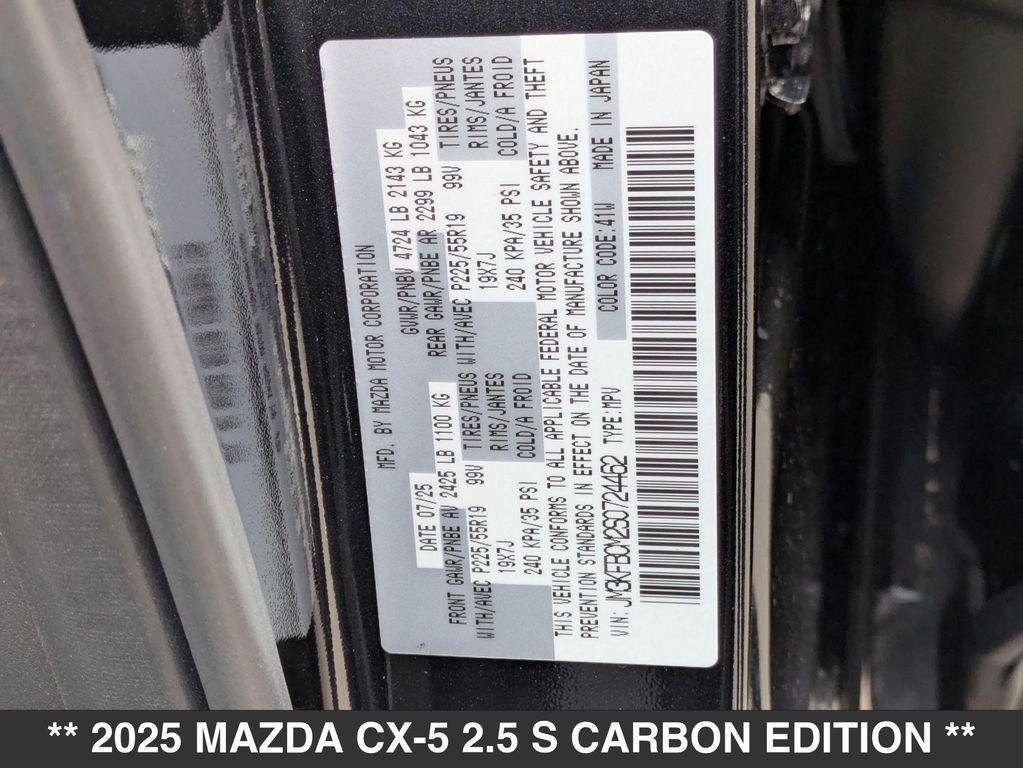 MFD. BY MAZDA MOTOR CORPORATION
DATE 07/25 GVWR/PNBV 4724 LB 2143 KG
FRONT GAWR/PNBE AV 2425 LB 1100 KG REAR GAWR/PNBE AR 2299 LB 1043 KG
WITH/AVEC P225/55R19 99V TIRES/PNEUS WITH/AVEC P225/55R19 99V TIRES/PNEUS
19X7J RIMS/JANTES 19X7J RIMS/JANTES
240 KPA/35 PSI COLD/A FROID 240 KPA/35 PSI COLD/A FROID
THIS VEHICLE CONFORMS TO ALL APPLICABLE FEDERAL MOTOR VEHICLE SAFETY AND THEFT
PREVENTION STANDARDS IN EFFECT ON THE DATE OF MANUFACTURE SHOWN ABOVE.
VIN: JM3KFBCY2S0724462 TYPE:MPV COLOR CODE:41W MADE IN JAPAN
** 2025 MAZDA CX-5 2.5 S CARBON EDITION **